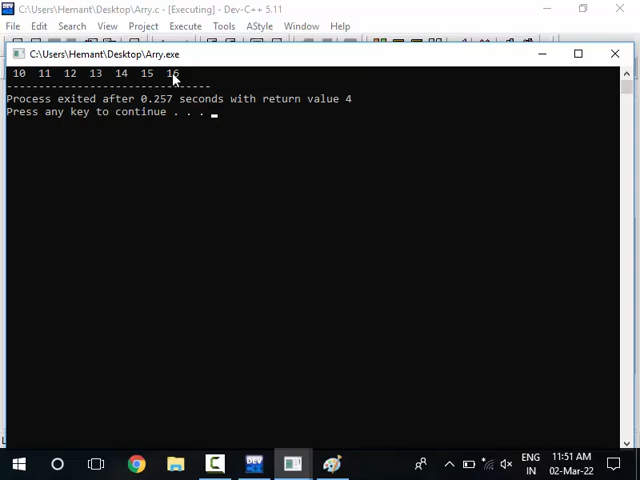 C:\Users\Hemant\Desktop\Arry.c - [Executing] - Dev-C++ 5.11
File Edit Search View Project Execute Tools AStyle Window Help
C:\Users\Hemant\Desktop\Arry.exe
10 11 12 13 14 15 16
--------------------------------
Process exited after 0.257 seconds with return value 4
Press any key to continue . . .
DEV
ENG
IN
11:51 AM
02-Mar-22